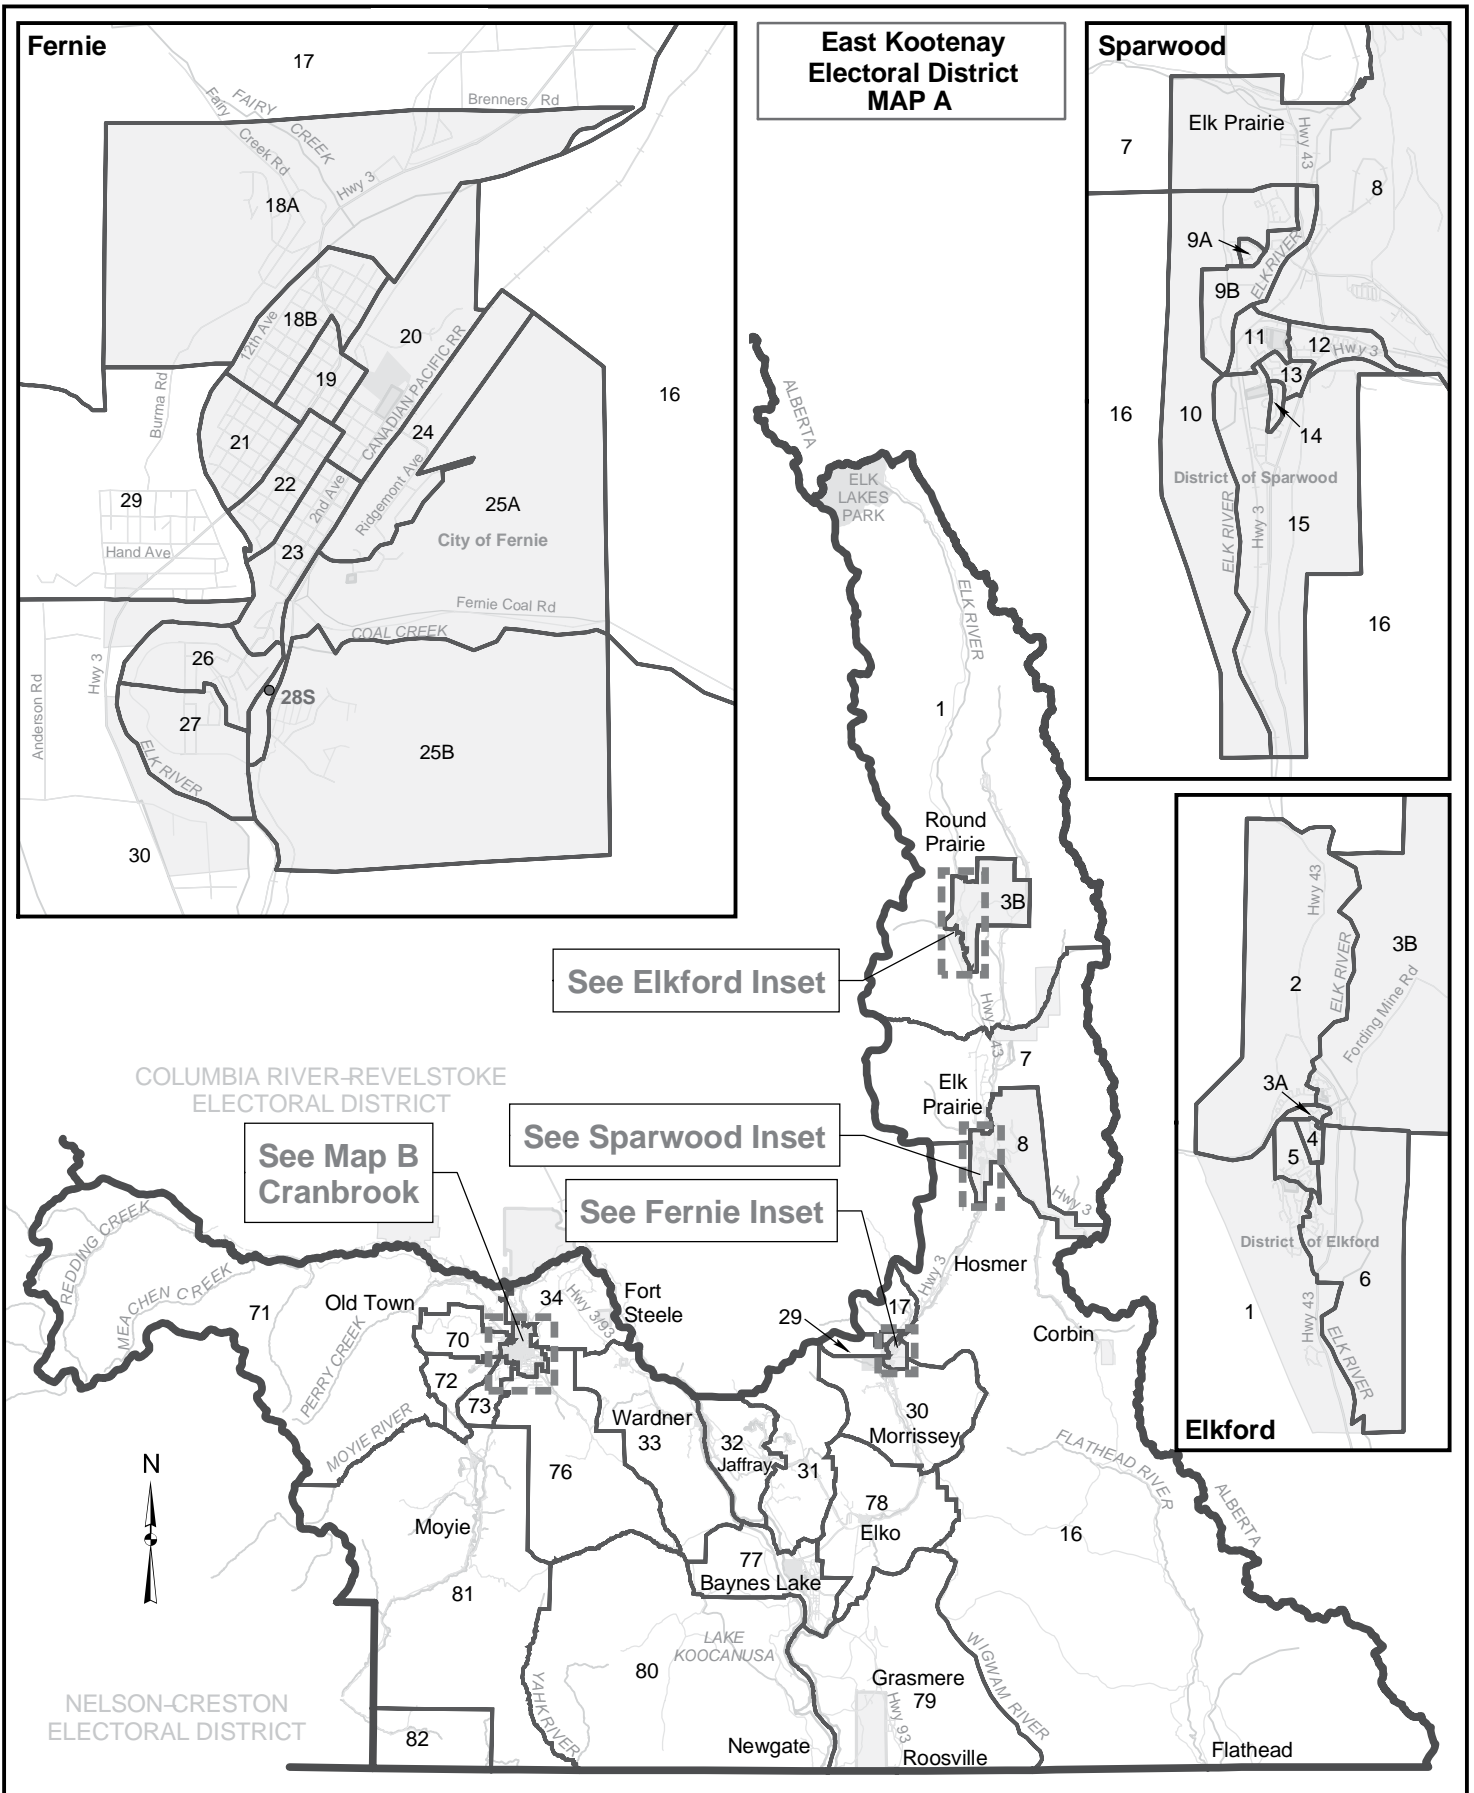 Fernie
17
Brenners Rd
FAIRY CREEK
Fairy Creek Rd
Hwy 3
18A
18B
12th Ave
20
19
CANADIAN PACIFIC RR
16
Burma Rd
24
21
22
2nd Ave
Ridgemont Ave
29
25A
City of Fernie
Hand Ave
23
Fernie Coal Rd
COAL CREEK
26
Hwy 3
Anderson Rd
28S
27
ELK RIVER
25B
30
East Kootenay
Electoral District
MAP A
Sparwood
Elk Prairie
Hwy 43
7
8
9A
ELK RIVER
9B
11
12
Hwy 3
13
16
10
14
District of Sparwood
ELK RIVER
Hwy 3
15
16
ALBERTA
ELK
LAKES
PARK
ELK RIVER
1
Round
Prairie
3B
See Elkford Inset
Hwy 43
7
Elk
Prairie
8
See Sparwood Inset
Hwy 3
See Fernie Inset
Hosmer
Hwy 3
17
29
Corbin
2
Hwy 43
ELK RIVER
3B
Fording Mine Rd
3A
4
5
District of Elkford
6
1
Hwy 43
ELK RIVER
Elkford
COLUMBIA RIVER-REVELSTOKE
ELECTORAL DISTRICT
See Map B
Cranbrook
REDDING CREEK
MEACHEN CREEK
71
Old Town
34
Hwy 3/93
Fort
Steele
70
PERRY CREEK
72
73
MOYIE RIVER
Wardner
33
32
Jaffray
31
30
Morrissey
FLATHEAD RIVER
ALBERTA
N
76
78
Elko
16
Moyie
77
Baynes Lake
81
LAKE
KOOCANUSA
WIGWAM RIVER
80
YAHK RIVER
Grasmere
79
Hwy 93
NELSON-CRESTON
ELECTORAL DISTRICT
82
Newgate
Roosville
Flathead